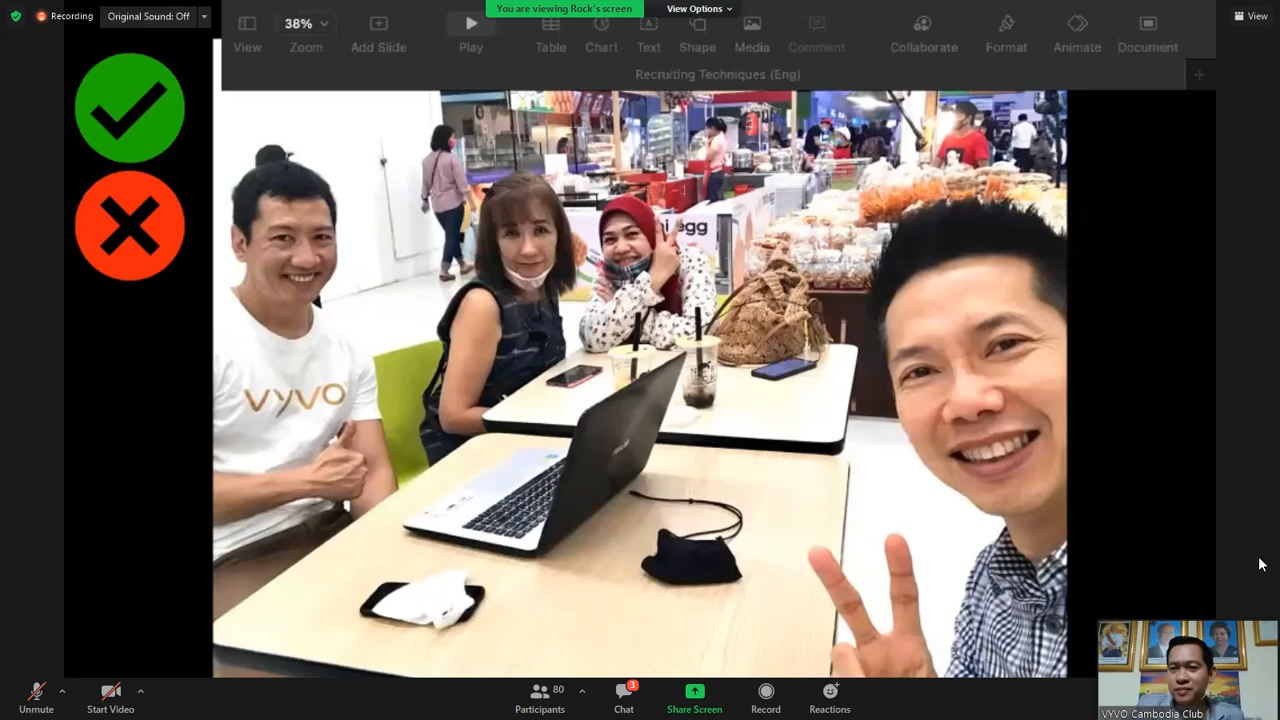 Recording
Original Sound: Off
You are viewing Rock's screen
View Options
View
View
38%
Zoom
Add Slide
Play
Table
Chart
Text
Shape
Media
Comment
Collaborate
Format
Animate
Document
Recruiting Techniques (Eng)
egg
VYVO
Unmute
Start Video
80
Participants
3
Chat
Share Screen
Record
Reactions
VYVO Cambodia Club